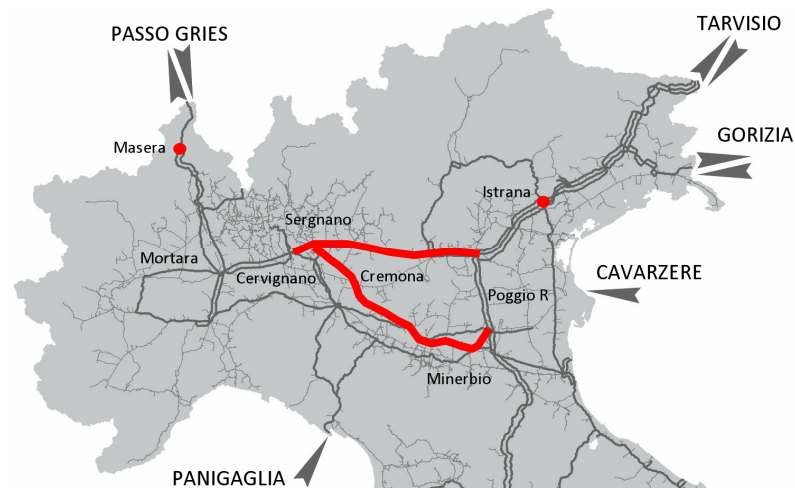 PASSO GRIES
TARVISIO
GORIZIA
Masera
Istrana
Sergnano
Mortara
Cremona
CAVARZERE
Cervignano
Poggio R
Minerbio
PANIGAGLIA